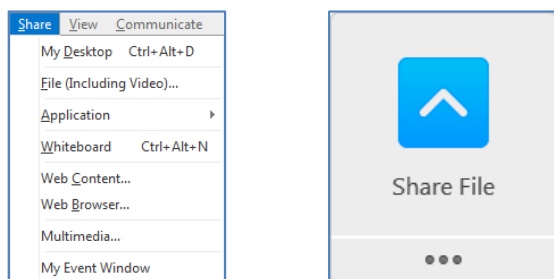 Share View Communicate
My Desktop Ctrl+Alt+D
File (Including Video)...
Application
Whiteboard Ctrl+Alt+N
Web Content...
Web Browser...
Multimedia...
My Event Window
Share File